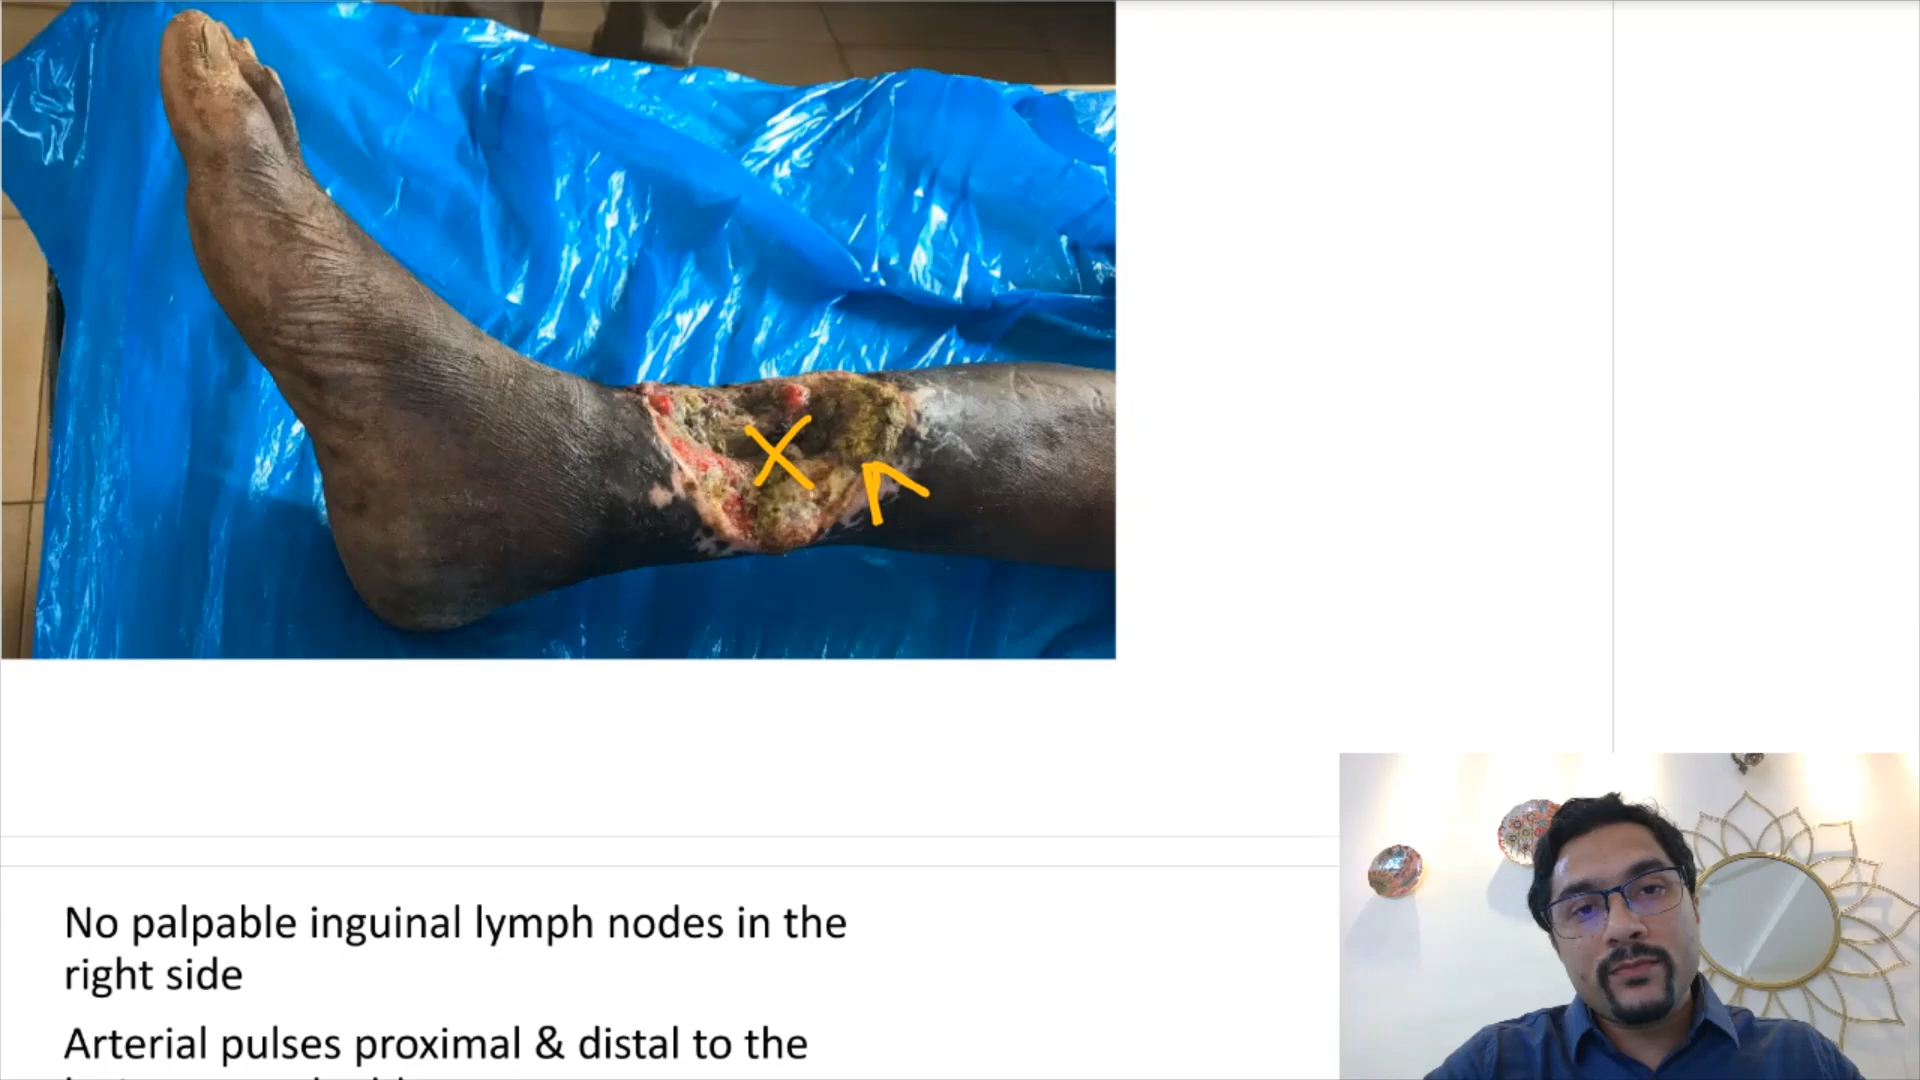 No palpable inguinal lymph nodes in the
right side
Arterial pulses proximal & distal to the